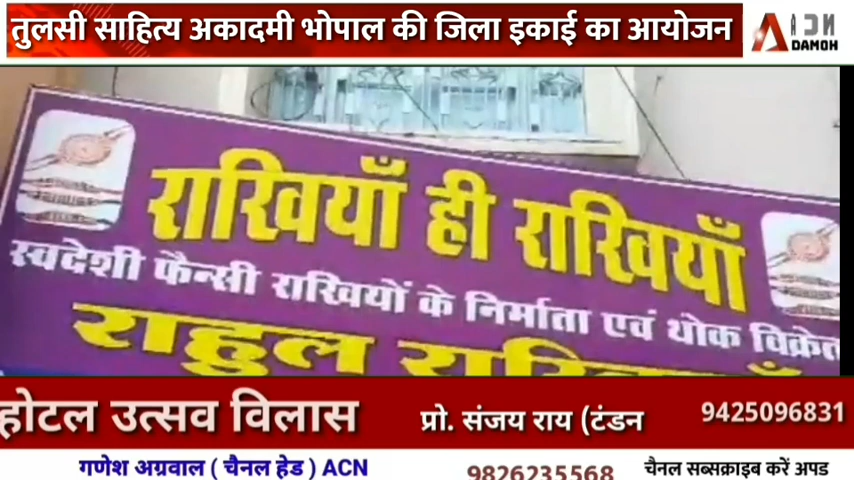 तुलसी साहित्य अकादमी भोपाल की जिला इकाई का आयोजन
ACN
DAMOH
राखियाँ ही राखियाँ
स्वदेशी फैन्सी राखियों के निर्माता एवं थोक विक्रेत
राहुल
होटल उत्सव विलास
प्रो. संजय राय (टंडन
9425096831
गणेश अग्रवाल ( चैनल हेड ) ACN
9826235568
चैनल सब्सक्राइब करें अपड